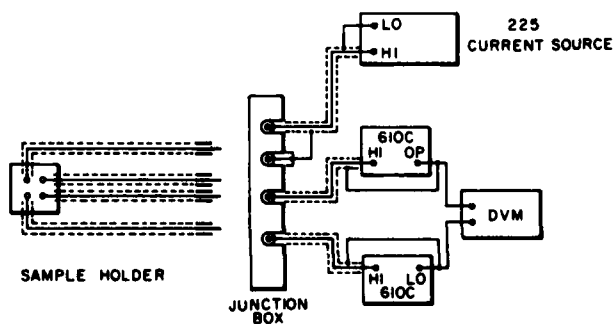 LO
HI
225
CURRENT SOURCE
610C
HI OP
DVM
HI LO
610C
SAMPLE HOLDER
JUNCTION
BOX